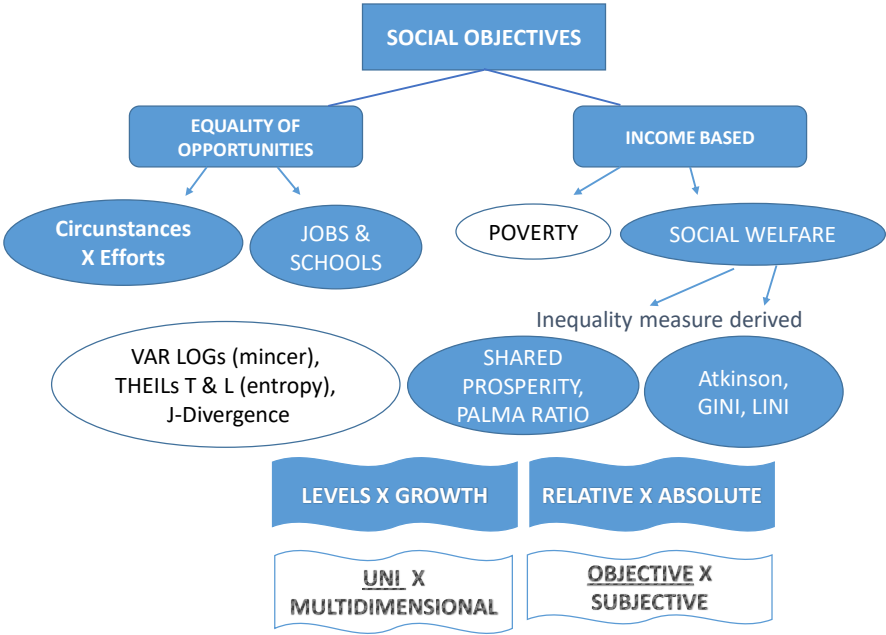 SOCIAL OBJECTIVES
EQUALITY OF
OPPORTUNITIES
INCOME BASED
Circunstances
X Efforts
JOBS &
SCHOOLS
POVERTY
SOCIAL WELFARE
Inequality measure derived
VAR LOGs (mincer),
THEILs T & L (entropy),
J-Divergence
SHARED
PROSPERITY,
PALMA RATIO
Atkinson,
GINI, LINI
LEVELS X GROWTH
RELATIVE X ABSOLUTE
UNI X
MULTIDIMENSIONAL
OBJECTIVE X
SUBJECTIVE